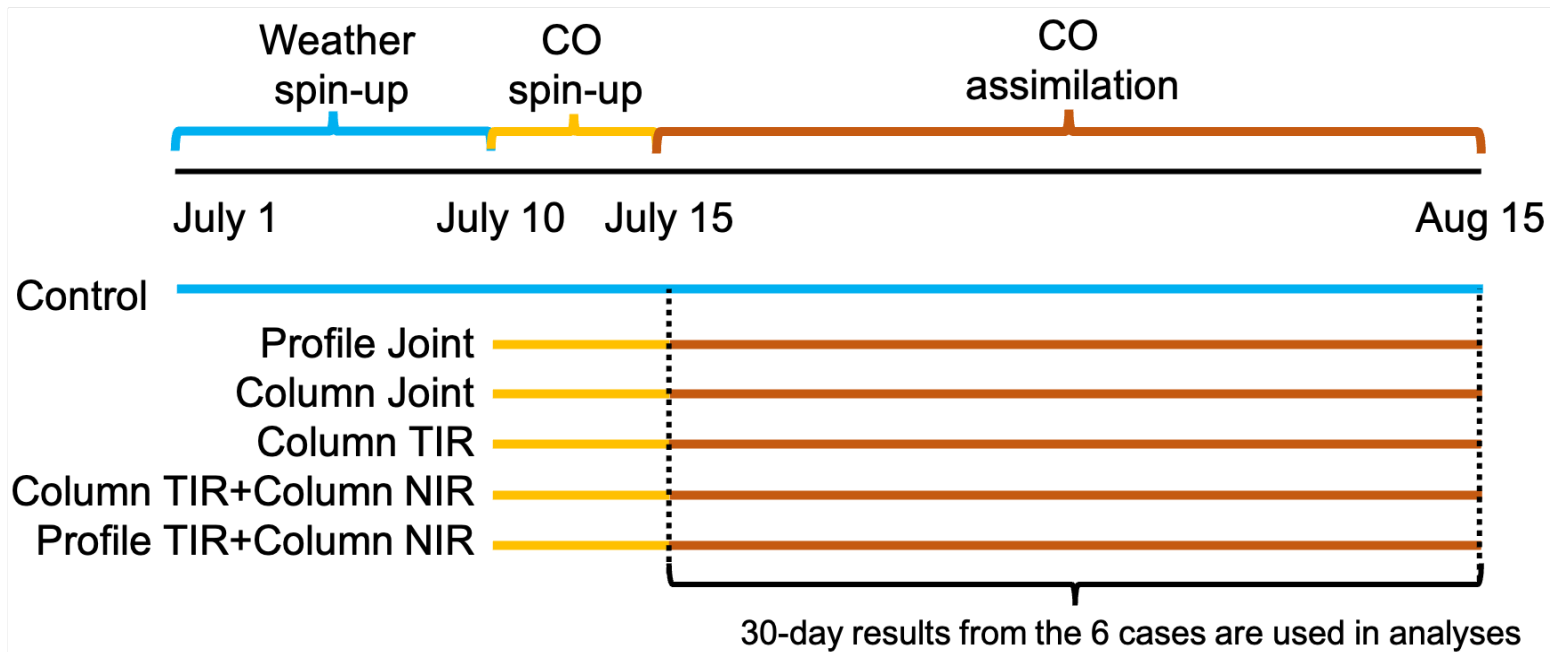 Weather
spin-up
CO
spin-up
CO
assimilation
July 1
July 10
July 15
Aug 15
Control
Profile Joint
Column Joint
Column TIR
Column TIR+Column NIR
Profile TIR+Column NIR
30-day results from the 6 cases are used in analyses